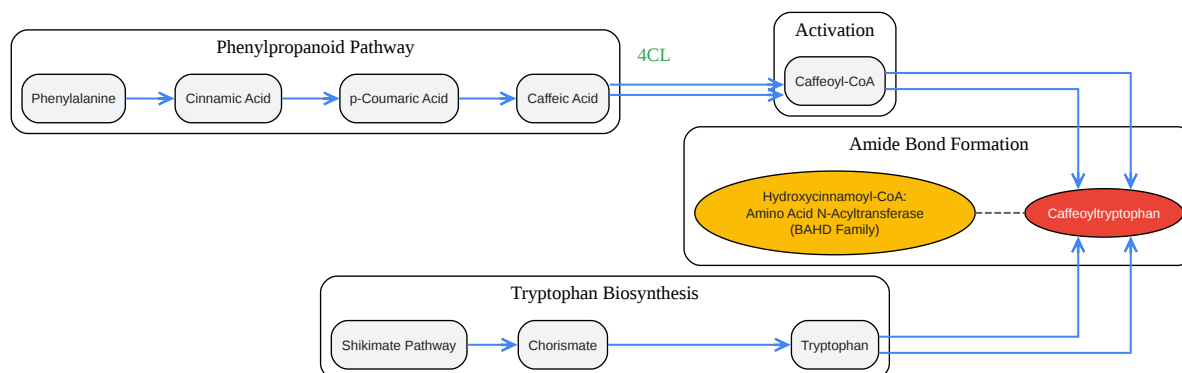 Phenylpropanoid Pathway
Phenylalanine
Cinnamic Acid
p-Coumaric Acid
Caffeic Acid
4CL
Activation
Caffeoyl-CoA
Amide Bond Formation
Hydroxycinnamoyl-CoA:
Amino Acid N-Acyltransferase
(BAHD Family)
Caffeoyltryptophan
Tryptophan Biosynthesis
Shikimate Pathway
Chorismate
Tryptophan